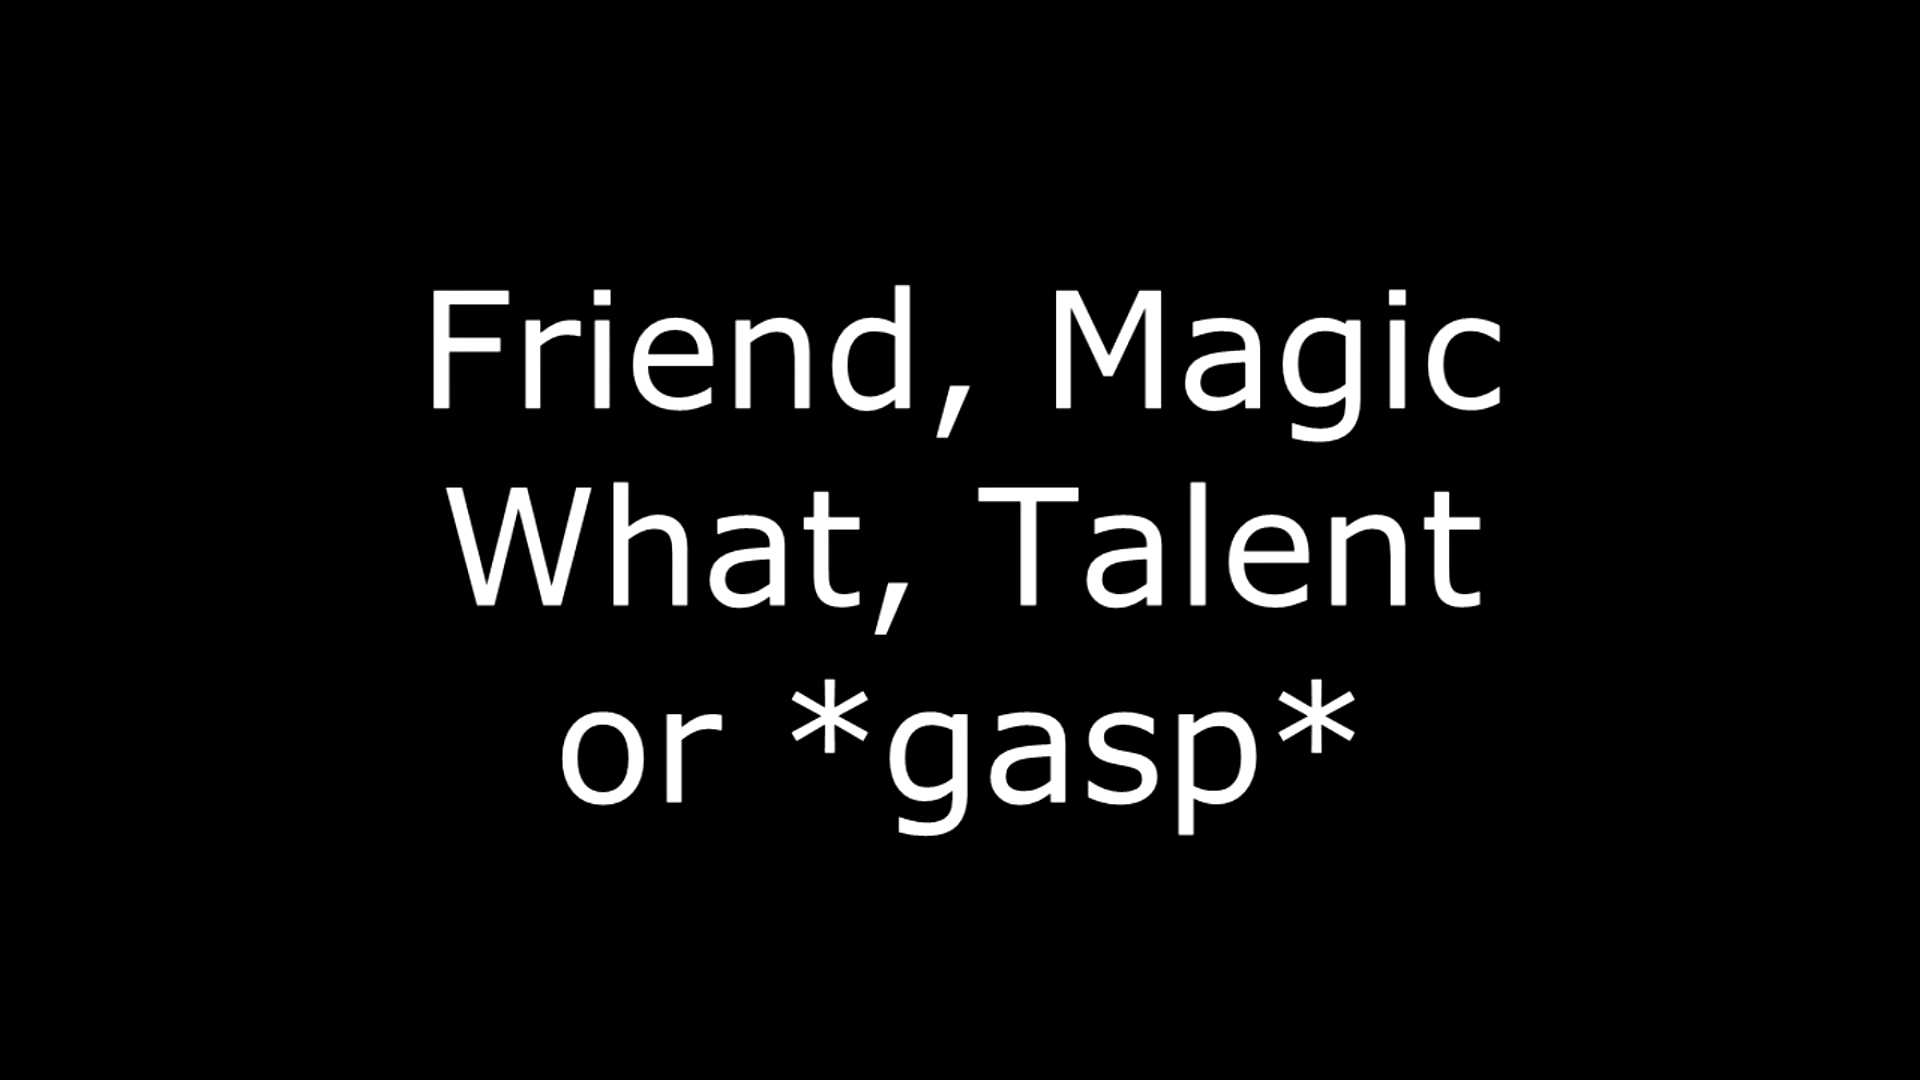 Friend, Magic
What, Talent
or *gasp*